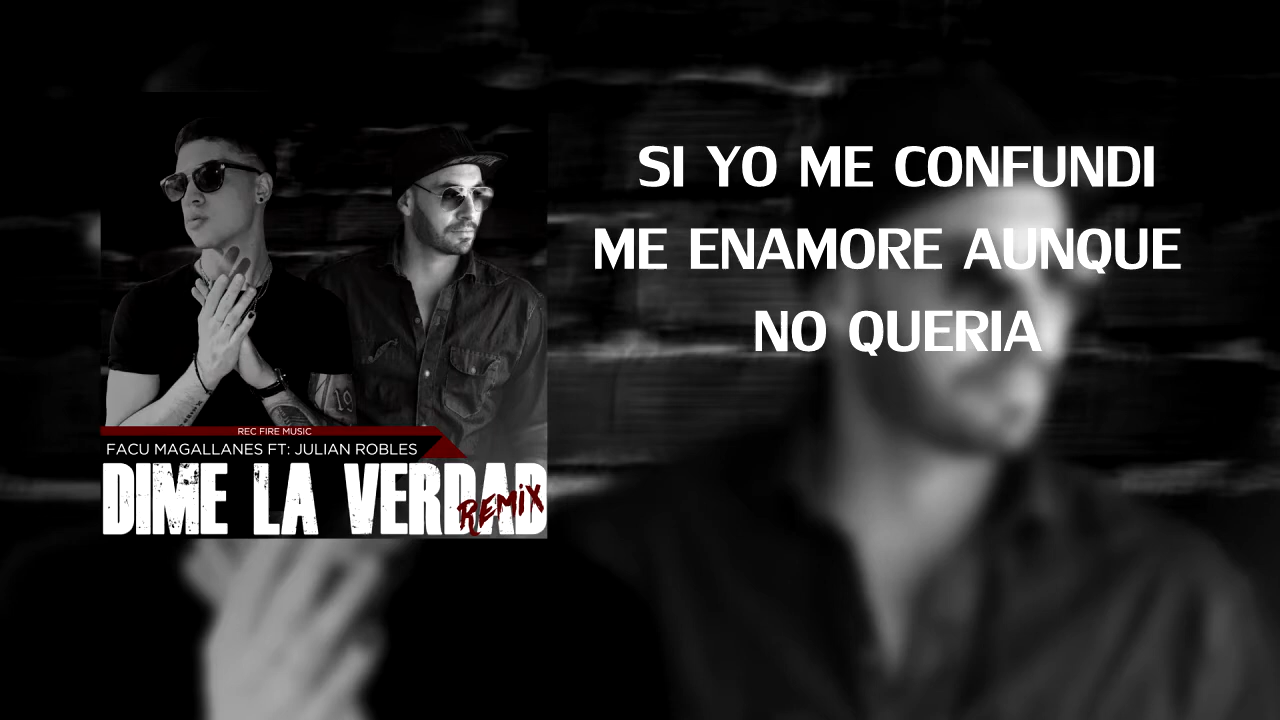 SI YO ME CONFUNDI
ME ENAMORE AUNQUE
NO QUERIA
REC FIRE MUSIC
FACU MAGALLANES FT: JULIAN ROBLES
DIME LA VERDAD
REMIX
19